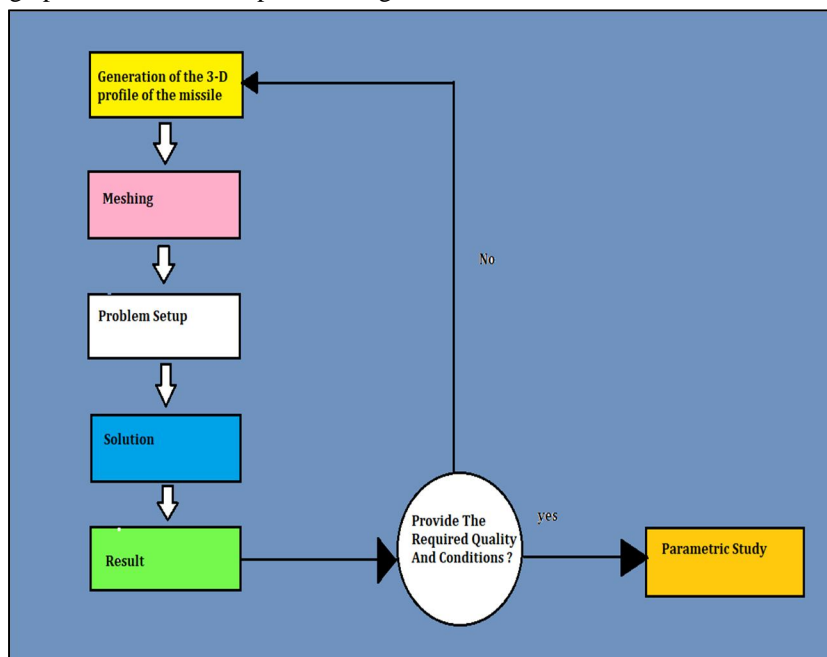 Generation of the 3-D
profile of the missile
Meshing
No
Problem Setup
Solution
Provide The
Required Quality
And Conditions ?
yes
Result
Parametric Study